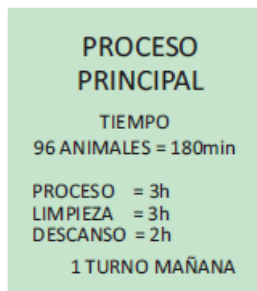 PROCESO
PRINCIPAL
TIEMPO
96 ANIMALES = 180min
PROCESO = 3h
LIMPIEZA = 3h
DESCANSO = 2h
1 TURNO MAÑANA